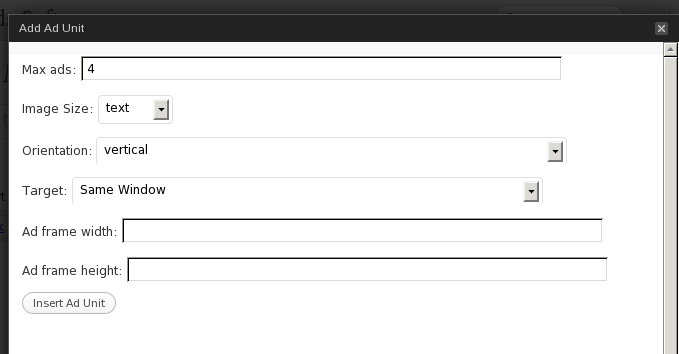 Add Ad Unit
Max ads: 4
Image Size: text
Orientation: vertical
Target: Same Window
Ad frame width:
Ad frame height:
Insert Ad Unit